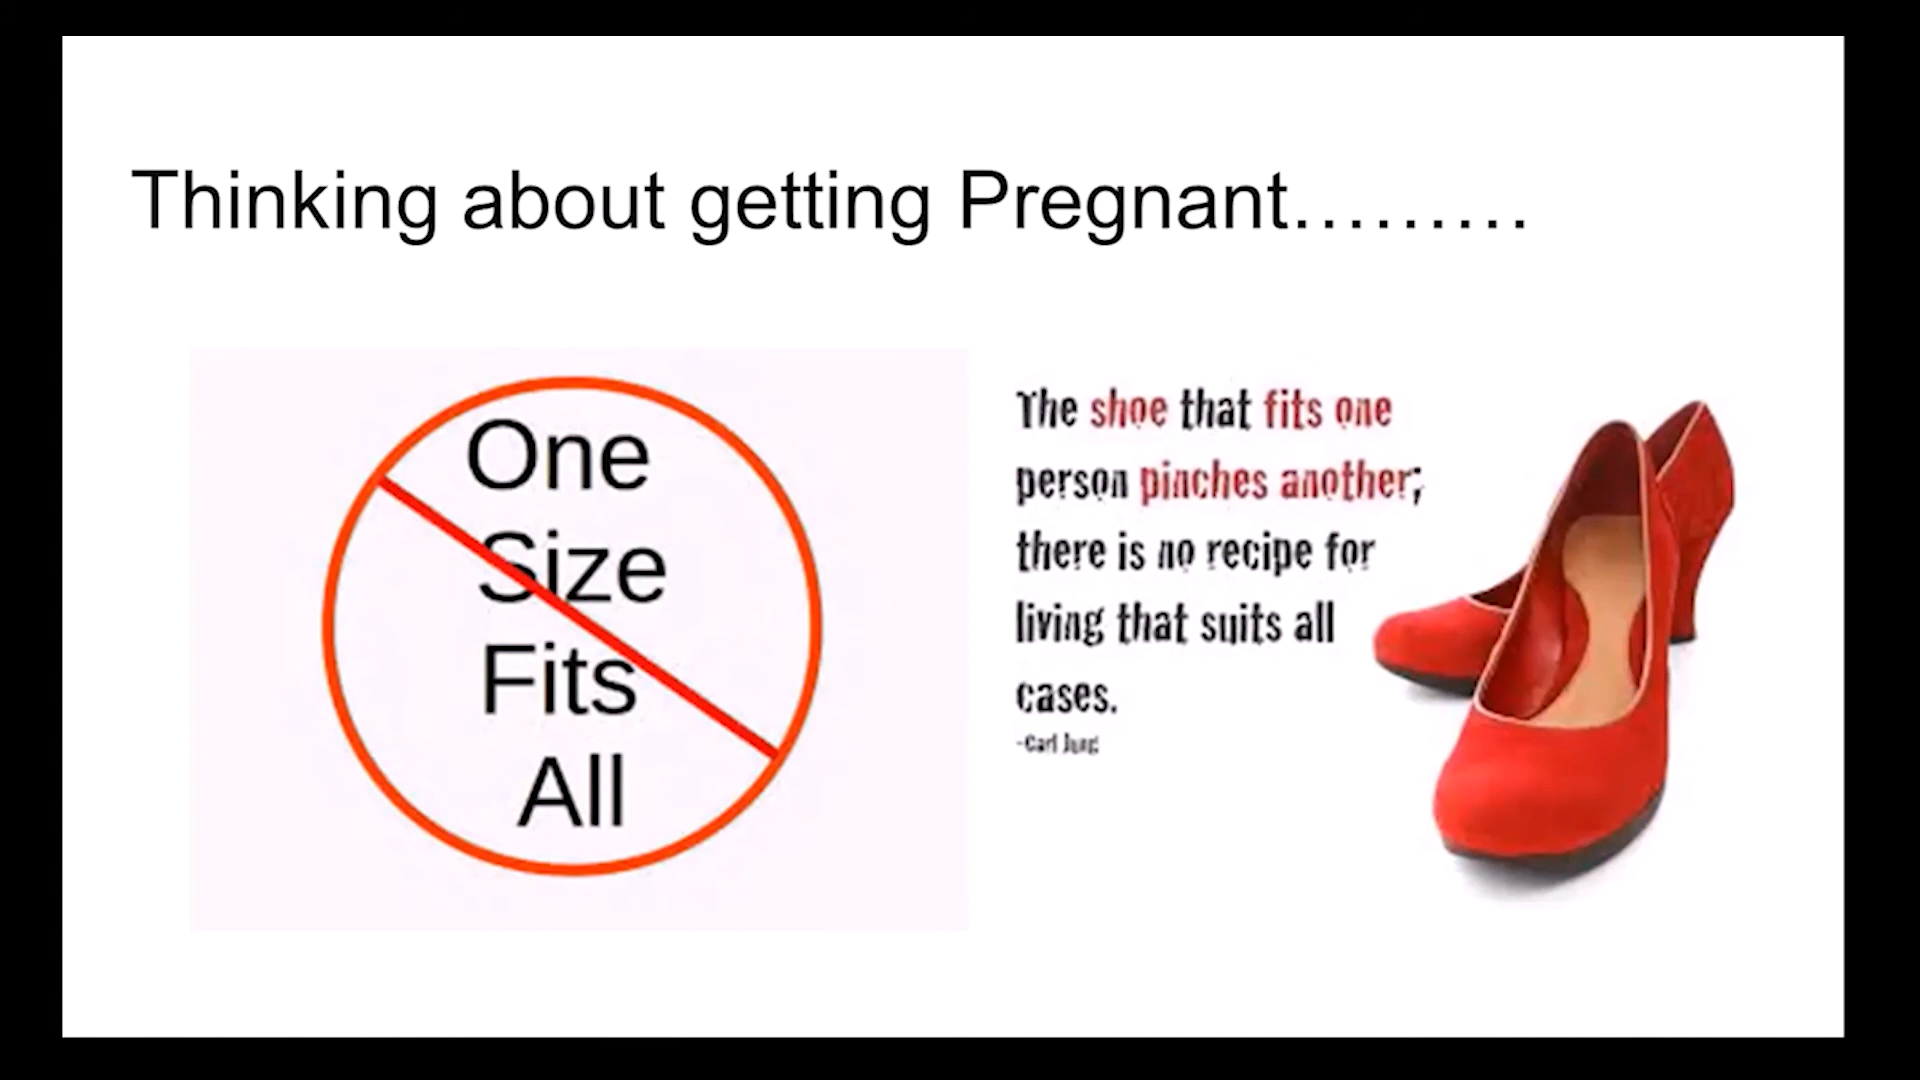 Thinking about getting Pregnant………
One
Size
Fits
All
The shoe that fits one
person pinches another;
there is no recipe for
living that suits all
cases.
-Carl Jung